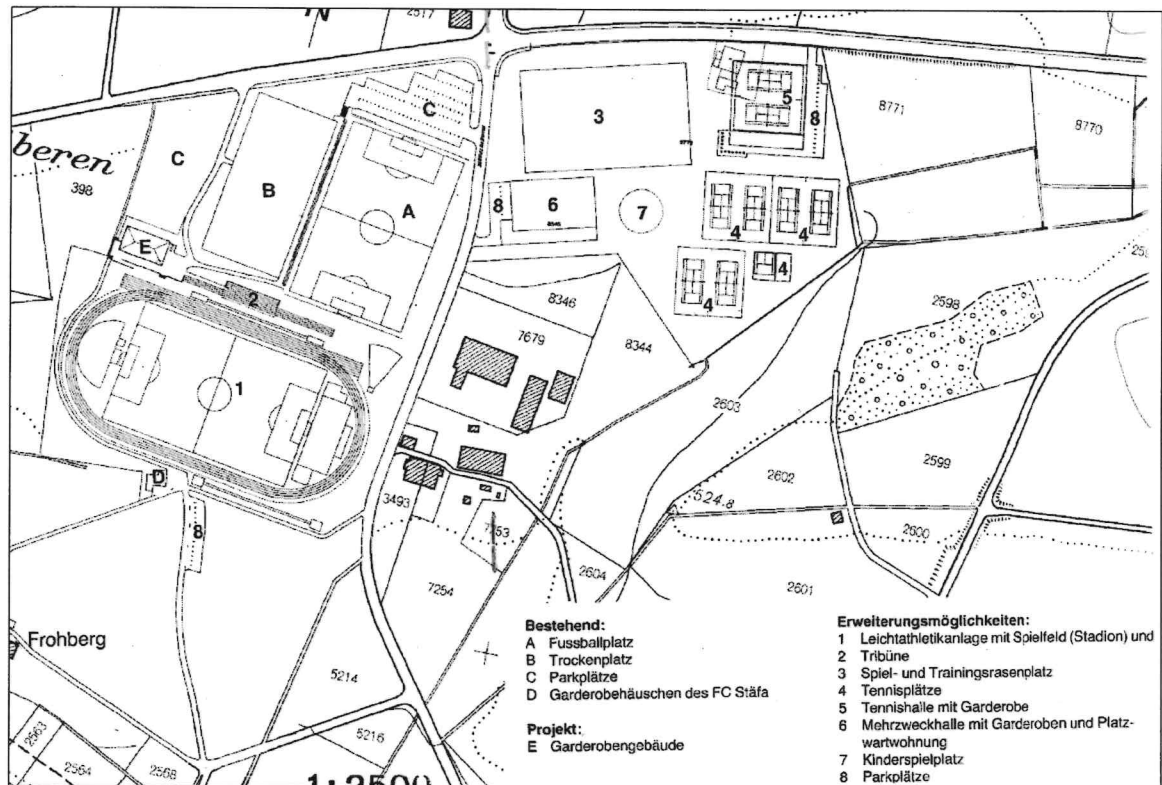 N
2517
C
beren
398
C
B
A
E
2
1
D
8
3
5
8
8771
8770
8
6
7
4
4
4
4
8346
7679
8344
2598
2603
2602
2599
524.8
2600
2601
2604
3493
7253
7254
5214
5216
Frohberg
2563
2564
2568
1:2500
Bestehend:
A Fussballplatz
B Trockenplatz
C Parkplätze
D Garderobehäuschen des FC Stäfa
Projekt:
E Garderobengebäude
Erweiterungsmöglichkeiten:
1 Leichtathletikanlage mit Spielfeld (Stadion) und
2 Tribüne
3 Spiel- und Trainingsrasenplatz
4 Tennisplätze
5 Tennishalle mit Garderobe
6 Mehrzweckhalle mit Garderoben und Platz-
wartwohnung
7 Kinderspielplatz
8 Parkplätze